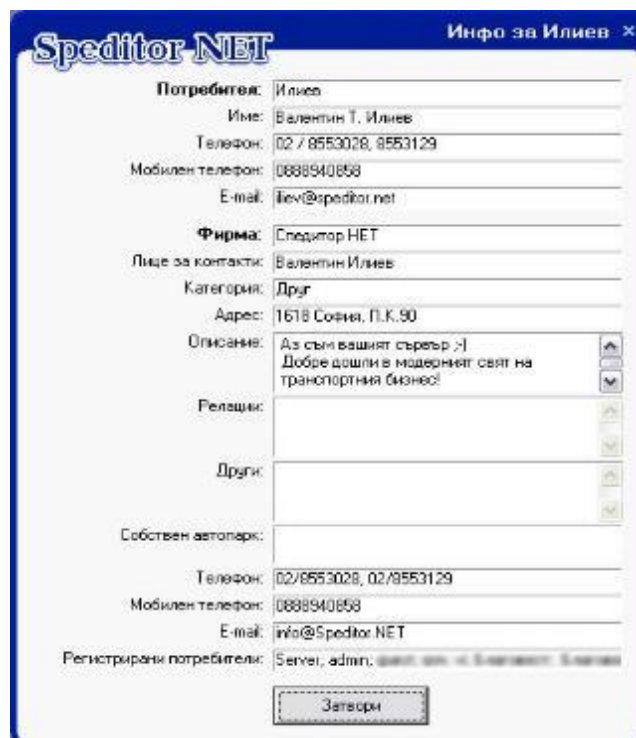 Speditor NET
Инфо за Илиев ×
Потребител: Илиев
Име: Валентин Т. Илиев
Телефон: 02 / 8553028, 8553129
Мобилен телефон: 0888940858
E-mail: iliev@speditor.net
Фирма: Спедитор НЕТ
Лице за контакти: Валентин Илиев
Категория: Друг
Адрес: 1618 София, П.К.90
Описание: Аз съм вашият сървър ;-)
Добре дошли в модерният свят на
транспортния бизнес!
Релации:
Други:
Собствен автопарк:
Телефон: 02/8553028, 02/8553129
Мобилен телефон: 0888940858
E-mail: info@Speditor.NET
Регистрирани потребители: Server; admin;
Затвори